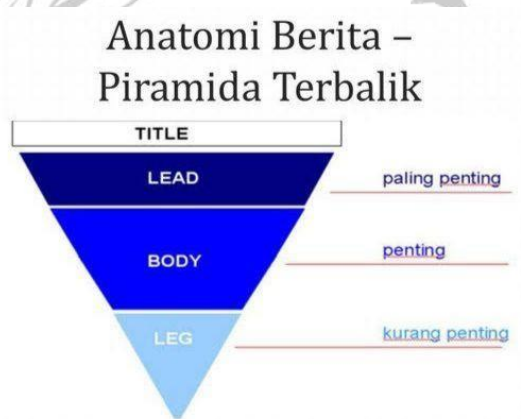 Anatomi Berita –
Piramida Terbalik
TITLE
LEAD
paling penting
BODY
penting
LEG
kurang penting